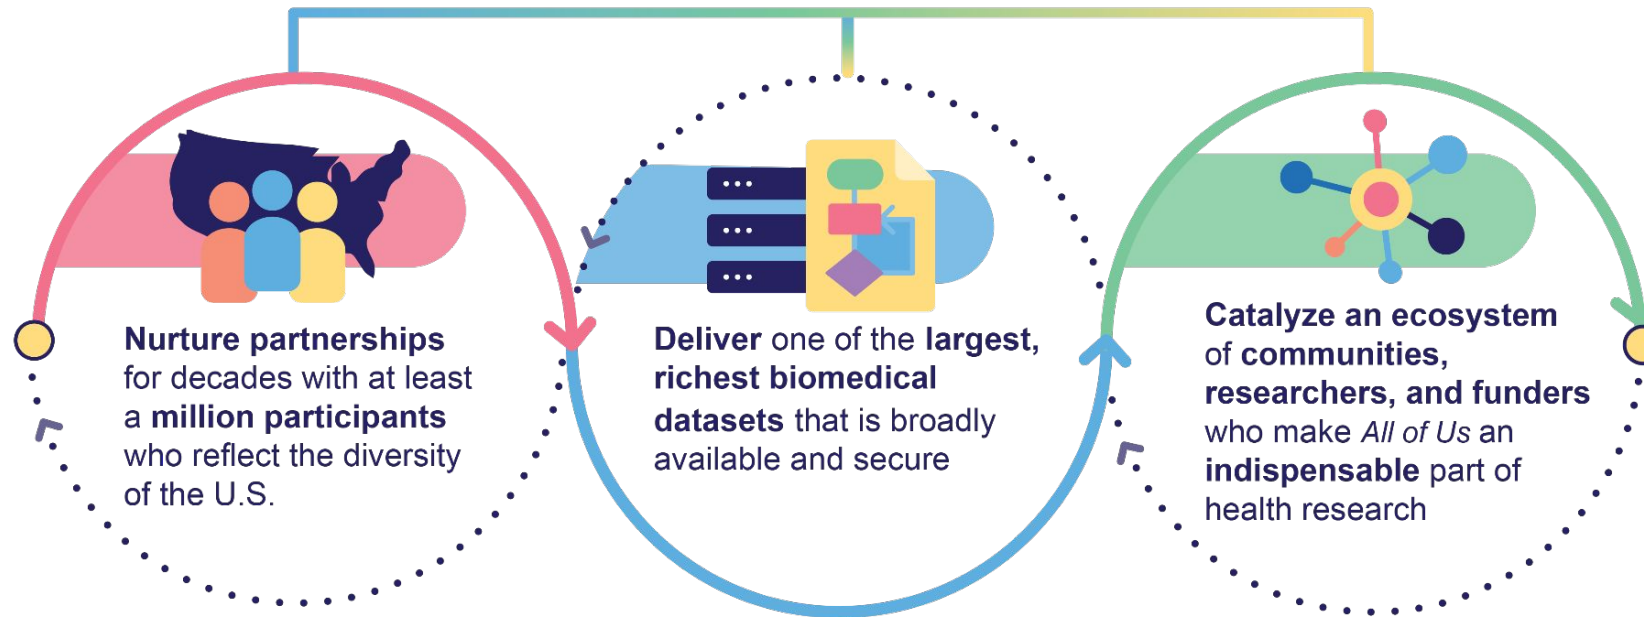 Nurture partnerships
for decades with at least
a million participants
who reflect the diversity
of the U.S.
Deliver one of the largest,
richest biomedical
datasets that is broadly
available and secure
Catalyze an ecosystem
of communities,
researchers, and funders
who make All of Us an
indispensable part of
health research